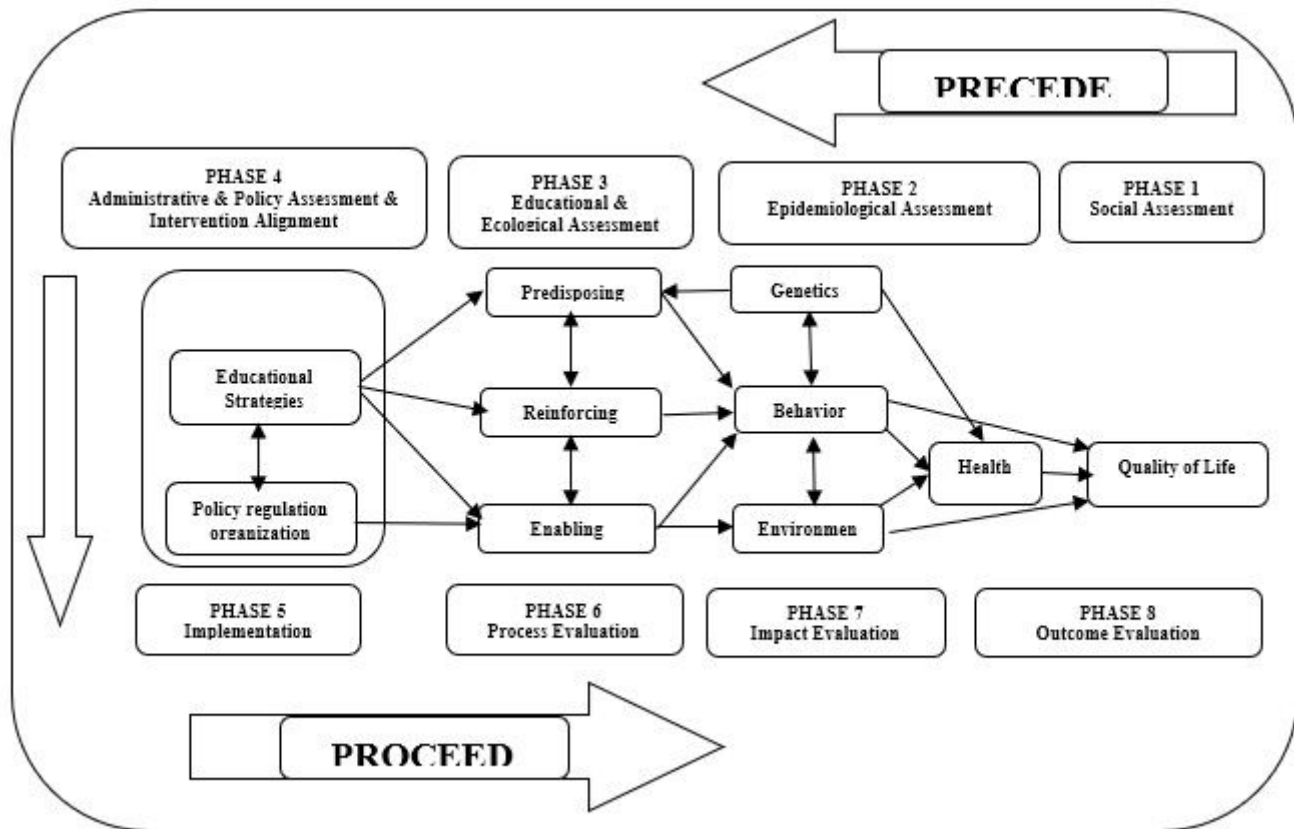 PRECEDE
PHASE 4
Administrative & Policy Assessment &
Intervention Alignment
PHASE 3
Educational &
Ecological Assessment
PHASE 2
Epidemiological Assessment
PHASE 1
Social Assessment
Predisposing
Genetics
Educational
Strategies
Reinforcing
Behavior
Health
Quality of Life
Policy regulation
organization
Enabling
Environmen
PHASE 5
Implementation
PHASE 6
Process Evaluation
PHASE 7
Impact Evaluation
PHASE 8
Outcome Evaluation
PROCEED